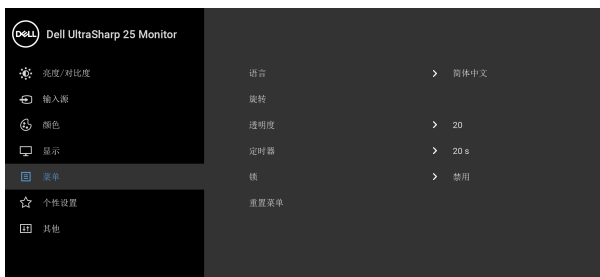 DELL Dell UltraSharp 25 Monitor
亮度/对比度
语言 简体中文
输入源
旋转
颜色
透明度 20
显示
定时器 20 s
菜单
锁 禁用
个性设置
重置菜单
其他